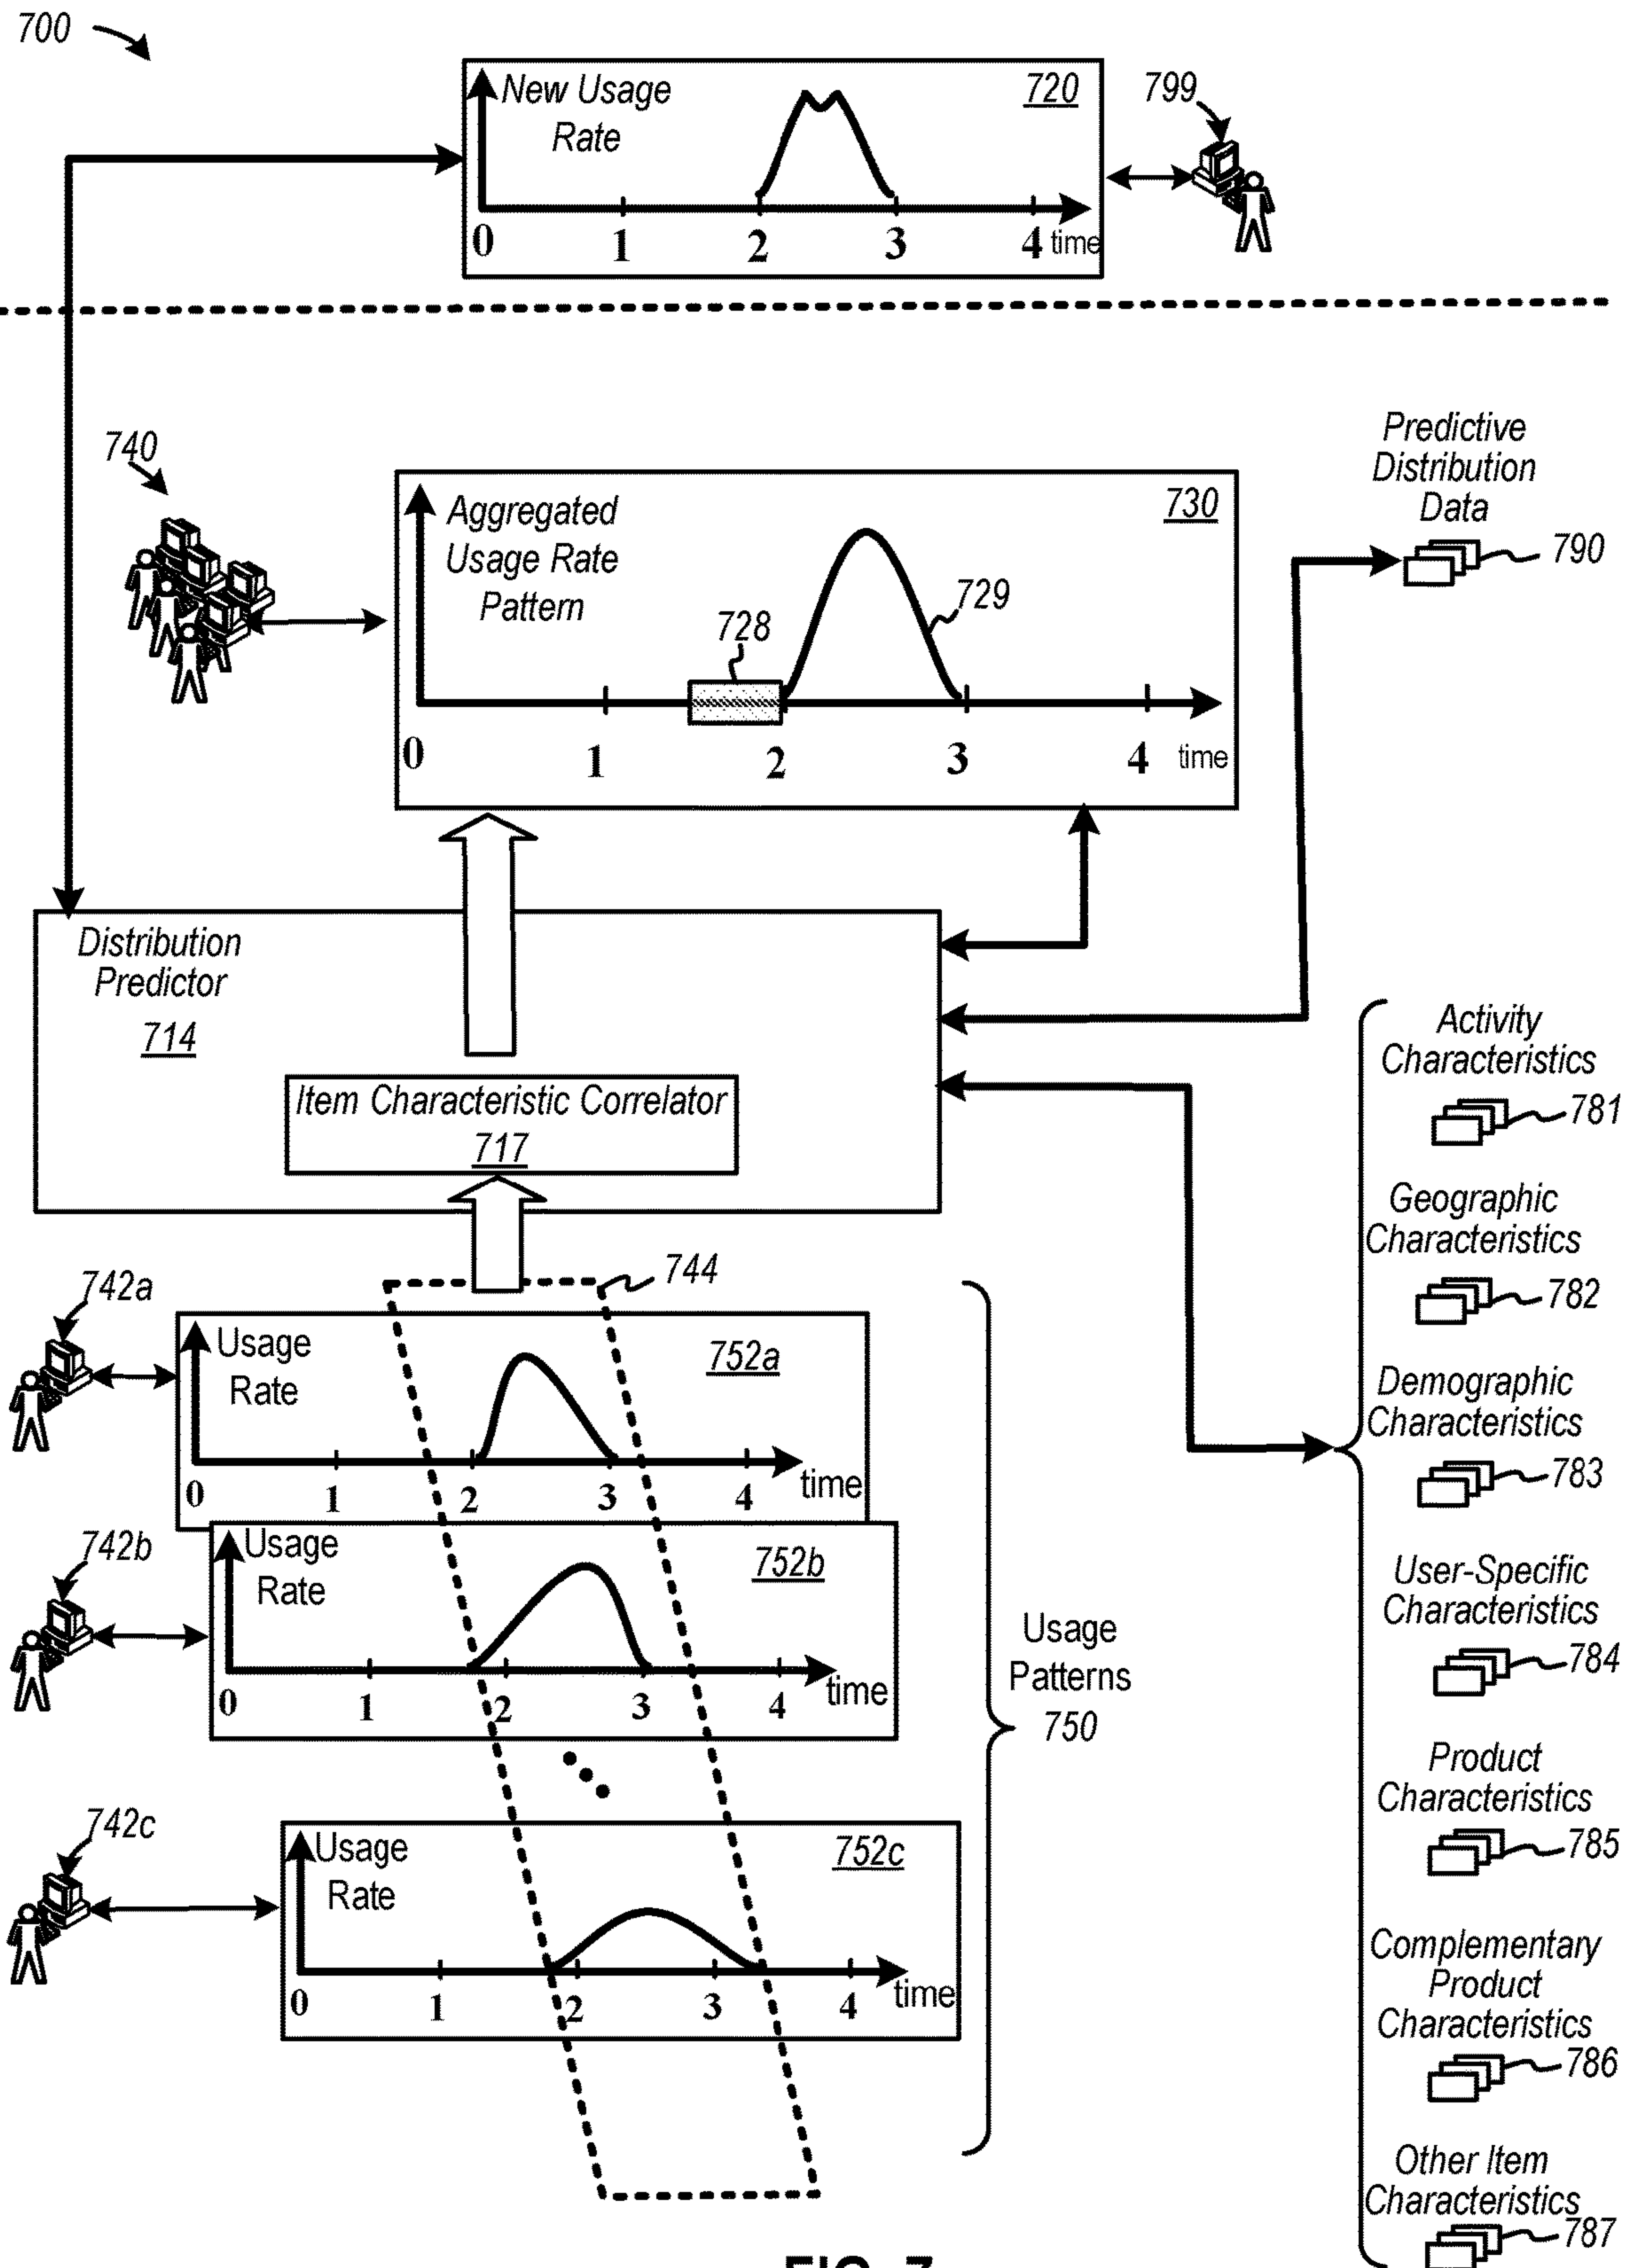 700
New Usage
Rate
720
799
0
1
2
3
4 time
740
Aggregated
Usage Rate
Pattern
730
728
729
0
1
2
3
4
time
Predictive
Distribution
Data
790
Distribution
Predictor
714
Item Characteristic Correlator
717
744
742a
Usage
Rate
752a
0
1
2
3
4
time
742b
Usage
Rate
752b
0
1
2
3
4
time
742c
Usage
Rate
752c
0
1
2
3
4
time
Usage
Patterns
750
Activity
Characteristics
781
Geographic
Characteristics
782
Demographic
Characteristics
783
User-Specific
Characteristics
784
Product
Characteristics
785
Complementary
Product
Characteristics
786
Other Item
Characteristics
787
FIG. 7